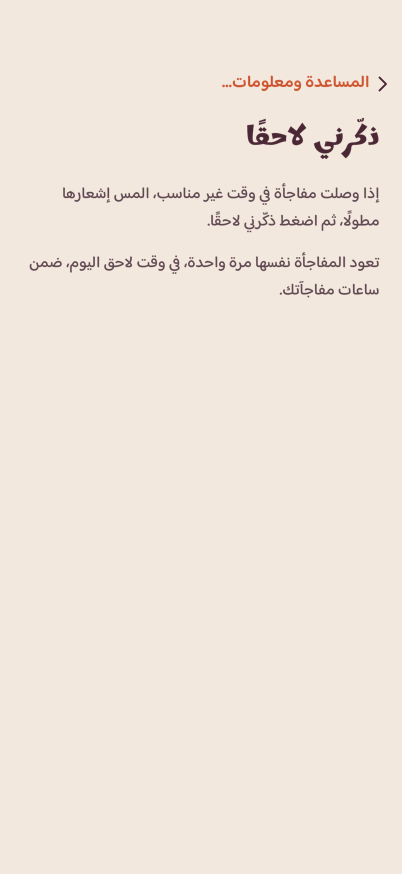 المساعدة ومعلومات...
ذكّرني لاحقًا
إذا وصلت مفاجأة في وقت غير مناسب، المس إشعارها
مطولًا، ثم اضغط ذكّرني لاحقًا.
تعود المفاجأة نفسها مرة واحدة، في وقت لاحق اليوم، ضمن
ساعات مفاجآتك.